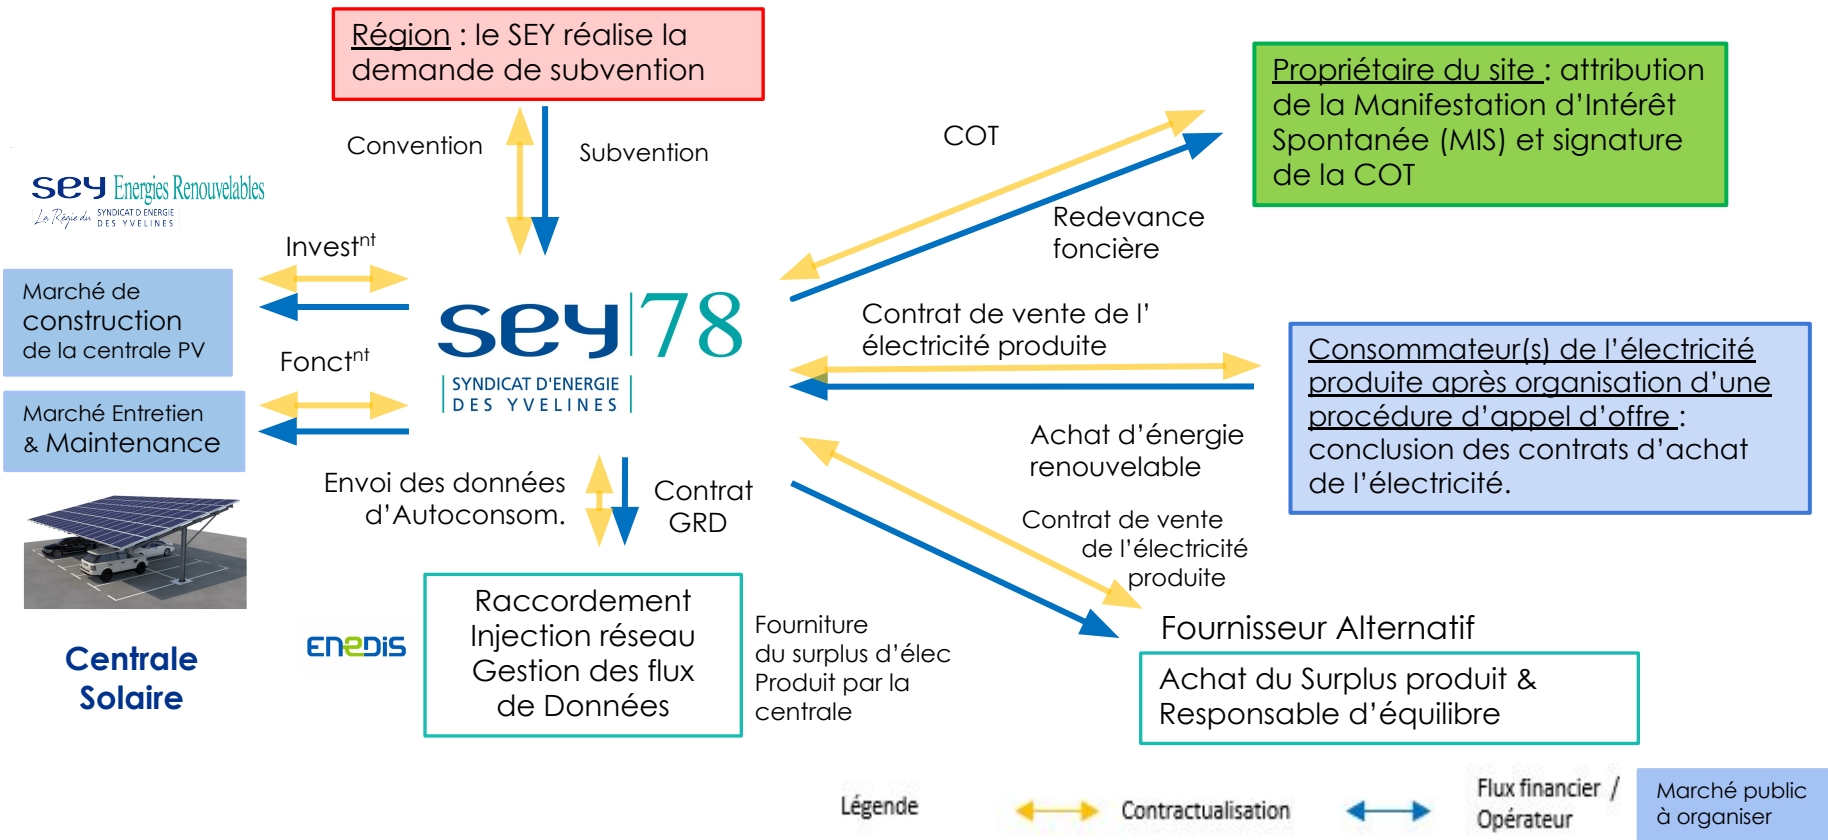 Région : le SEY réalise la
demande de subvention
Convention
Subvention
Propriétaire du site : attribution
de la Manifestation d’Intérêt
Spontanée (MIS) et signature
de la COT
COT
Redevance
foncière
sey Energies Renouvelables
La Régie du SYNDICAT D ENERGIE
DES YVELINES
Investnt
Marché de
construction
de la centrale PV
Fonctnt
Marché Entretien
& Maintenance
sey 78
SYNDICAT D'ENERGIE
DES YVELINES
Contrat de vente de l’
électricité produite
Consommateur(s) de l’électricité
produite après organisation d’une
procédure d’appel d’offre :
conclusion des contrats d’achat
de l’électricité.
Achat d’énergie
renouvelable
Envoi des données
d’Autoconsom.
Contrat
GRD
Contrat de vente
de l’électricité
produite
Centrale
Solaire
ENEDIS
Raccordement
Injection réseau
Gestion des flux
de Données
Fourniture
du surplus d’élec
Produit par la
centrale
Fournisseur Alternatif
Achat du Surplus produit &
Responsable d’équilibre
Légende
Contractualisation
Flux financier /
Opérateur
Marché public
à organiser